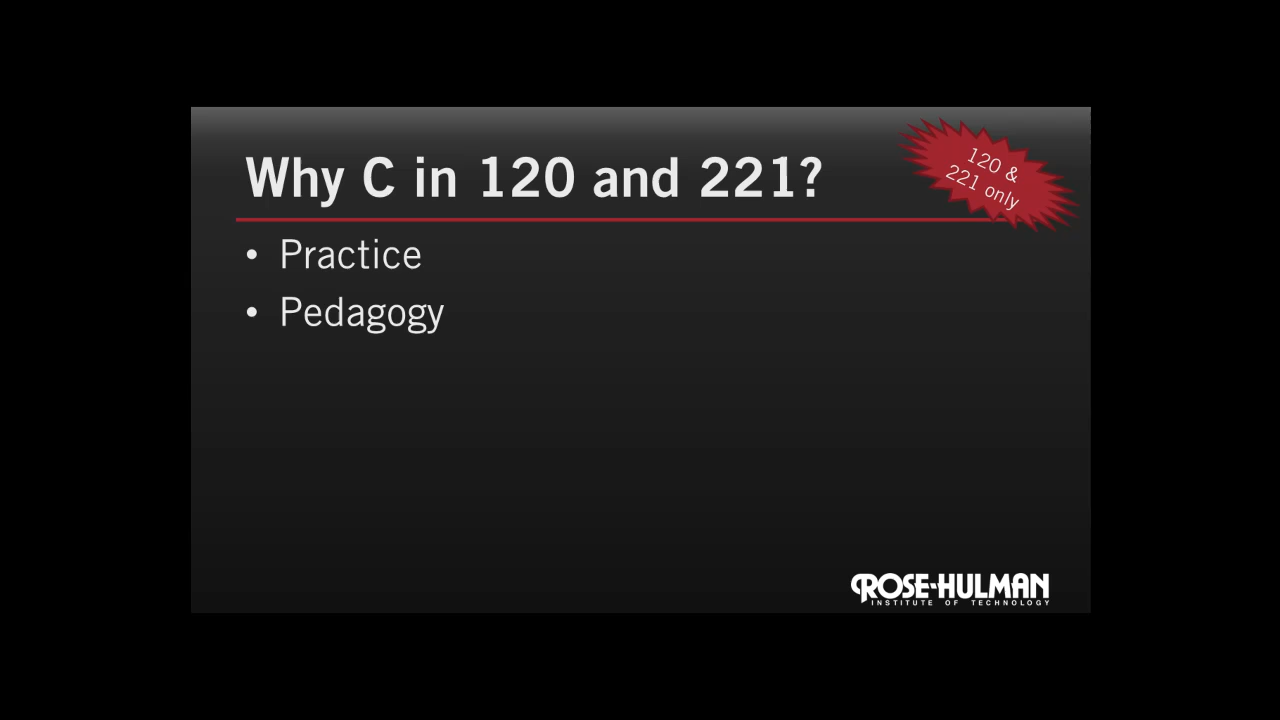 Why C in 120 and 221?
120 &
221 only
• Practice
• Pedagogy
ROSE-HULMAN
INSTITUTE OF TECHNOLOGY